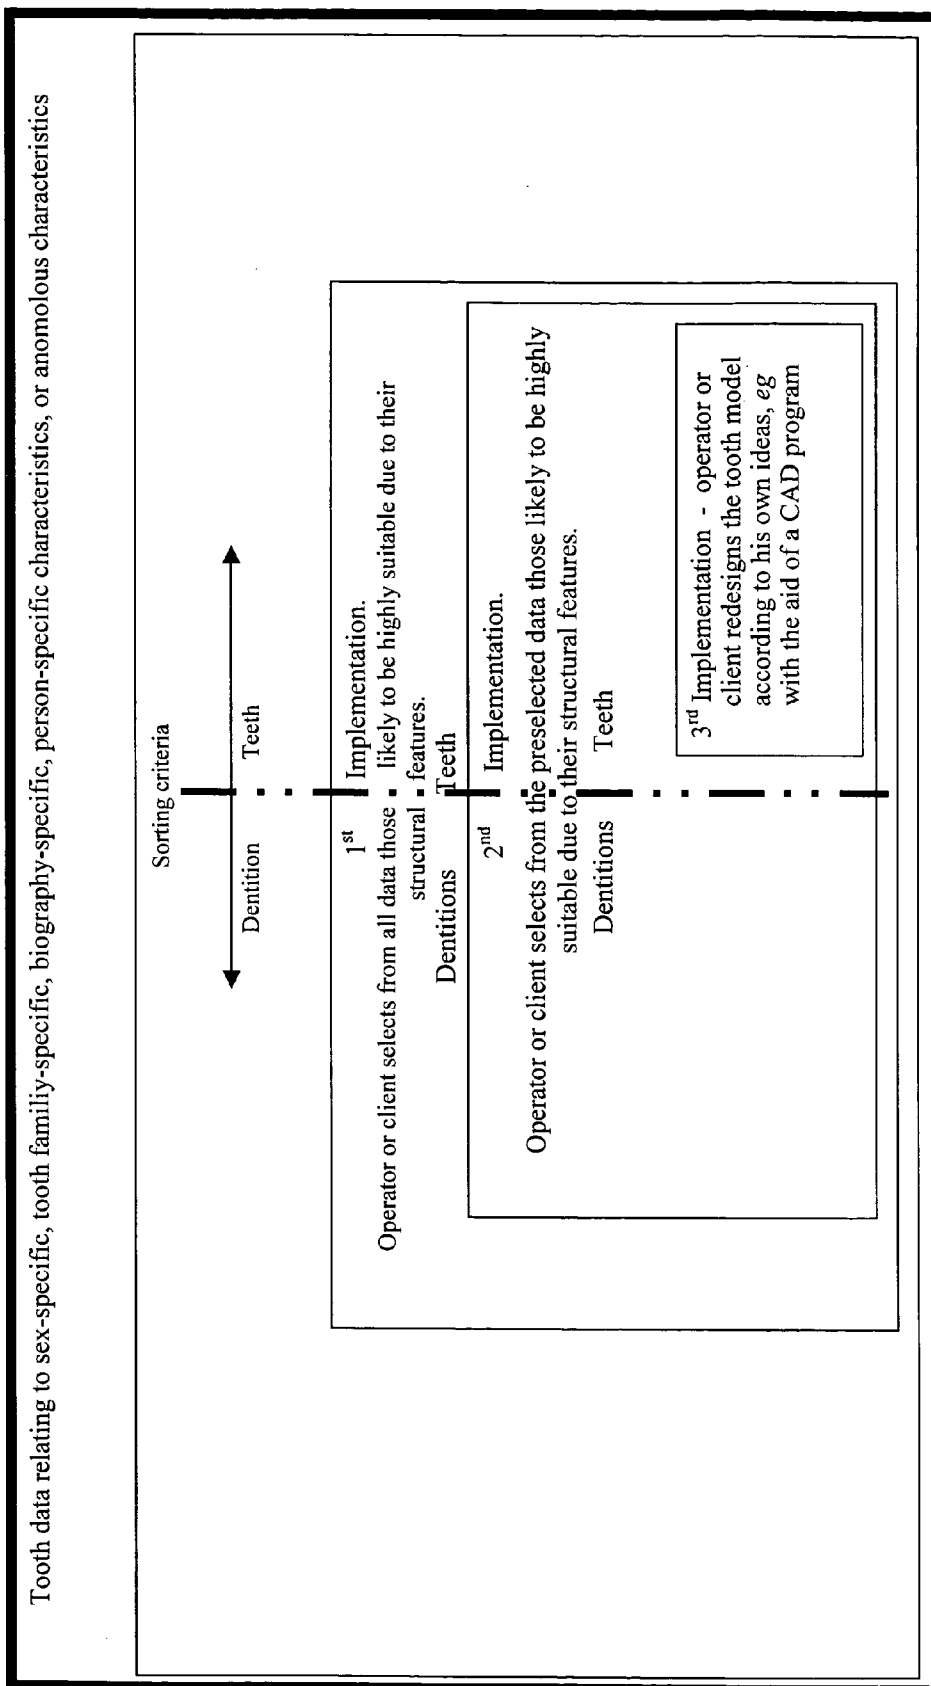 Tooth data relating to sex-specific, tooth familiy-specific, biography-specific, person-specific characteristics, or anomolous characteristics
Sorting criteria
Dentition Teeth
1st Implementation.
Operator or client selects from all data those likely to be highly suitable due to their
structural features.
Dentitions Teeth
2nd Implementation.
Operator or client selects from the preselected data those likely to be highly
suitable due to their structural features.
Dentitions Teeth
3rd Implementation - operator or
client redesigns the tooth model
according to his own ideas, eg
with the aid of a CAD program